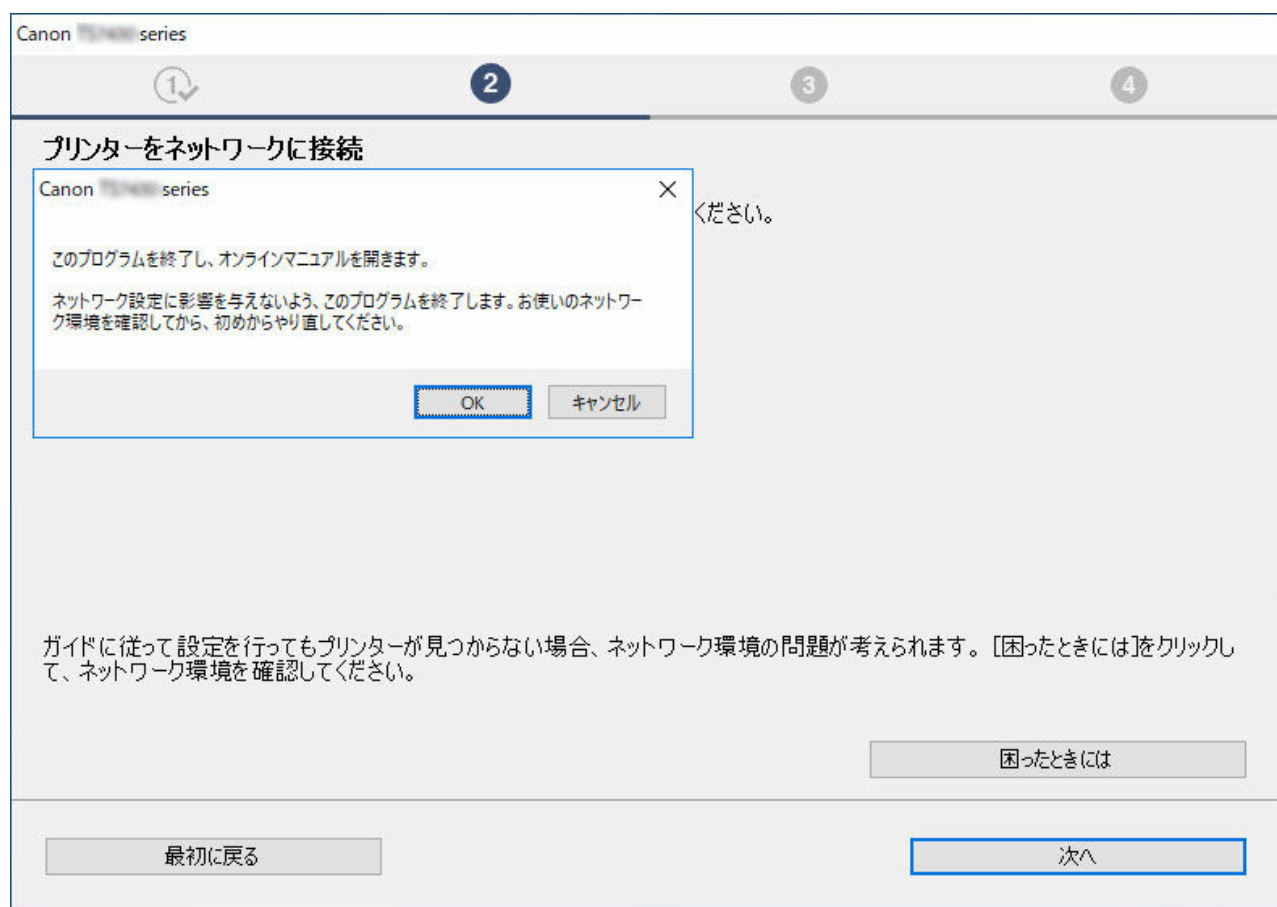 Canon series
1
2
3
4
プリンターをネットワークに接続
Canon series
ください。
このプログラムを終了し、オンラインマニュアルを開きます。
ネットワーク設定に影響を与えないよう、このプログラムを終了します。お使いのネットワー
ク環境を確認してから、初めからやり直してください。
OK
キャンセル
ガイドに従って設定を行ってもプリンターが見つからない場合、ネットワーク環境の問題が考えられます。[困ったときには]をクリックし
て、ネットワーク環境を確認してください。
困ったときには
最初に戻る
次へ